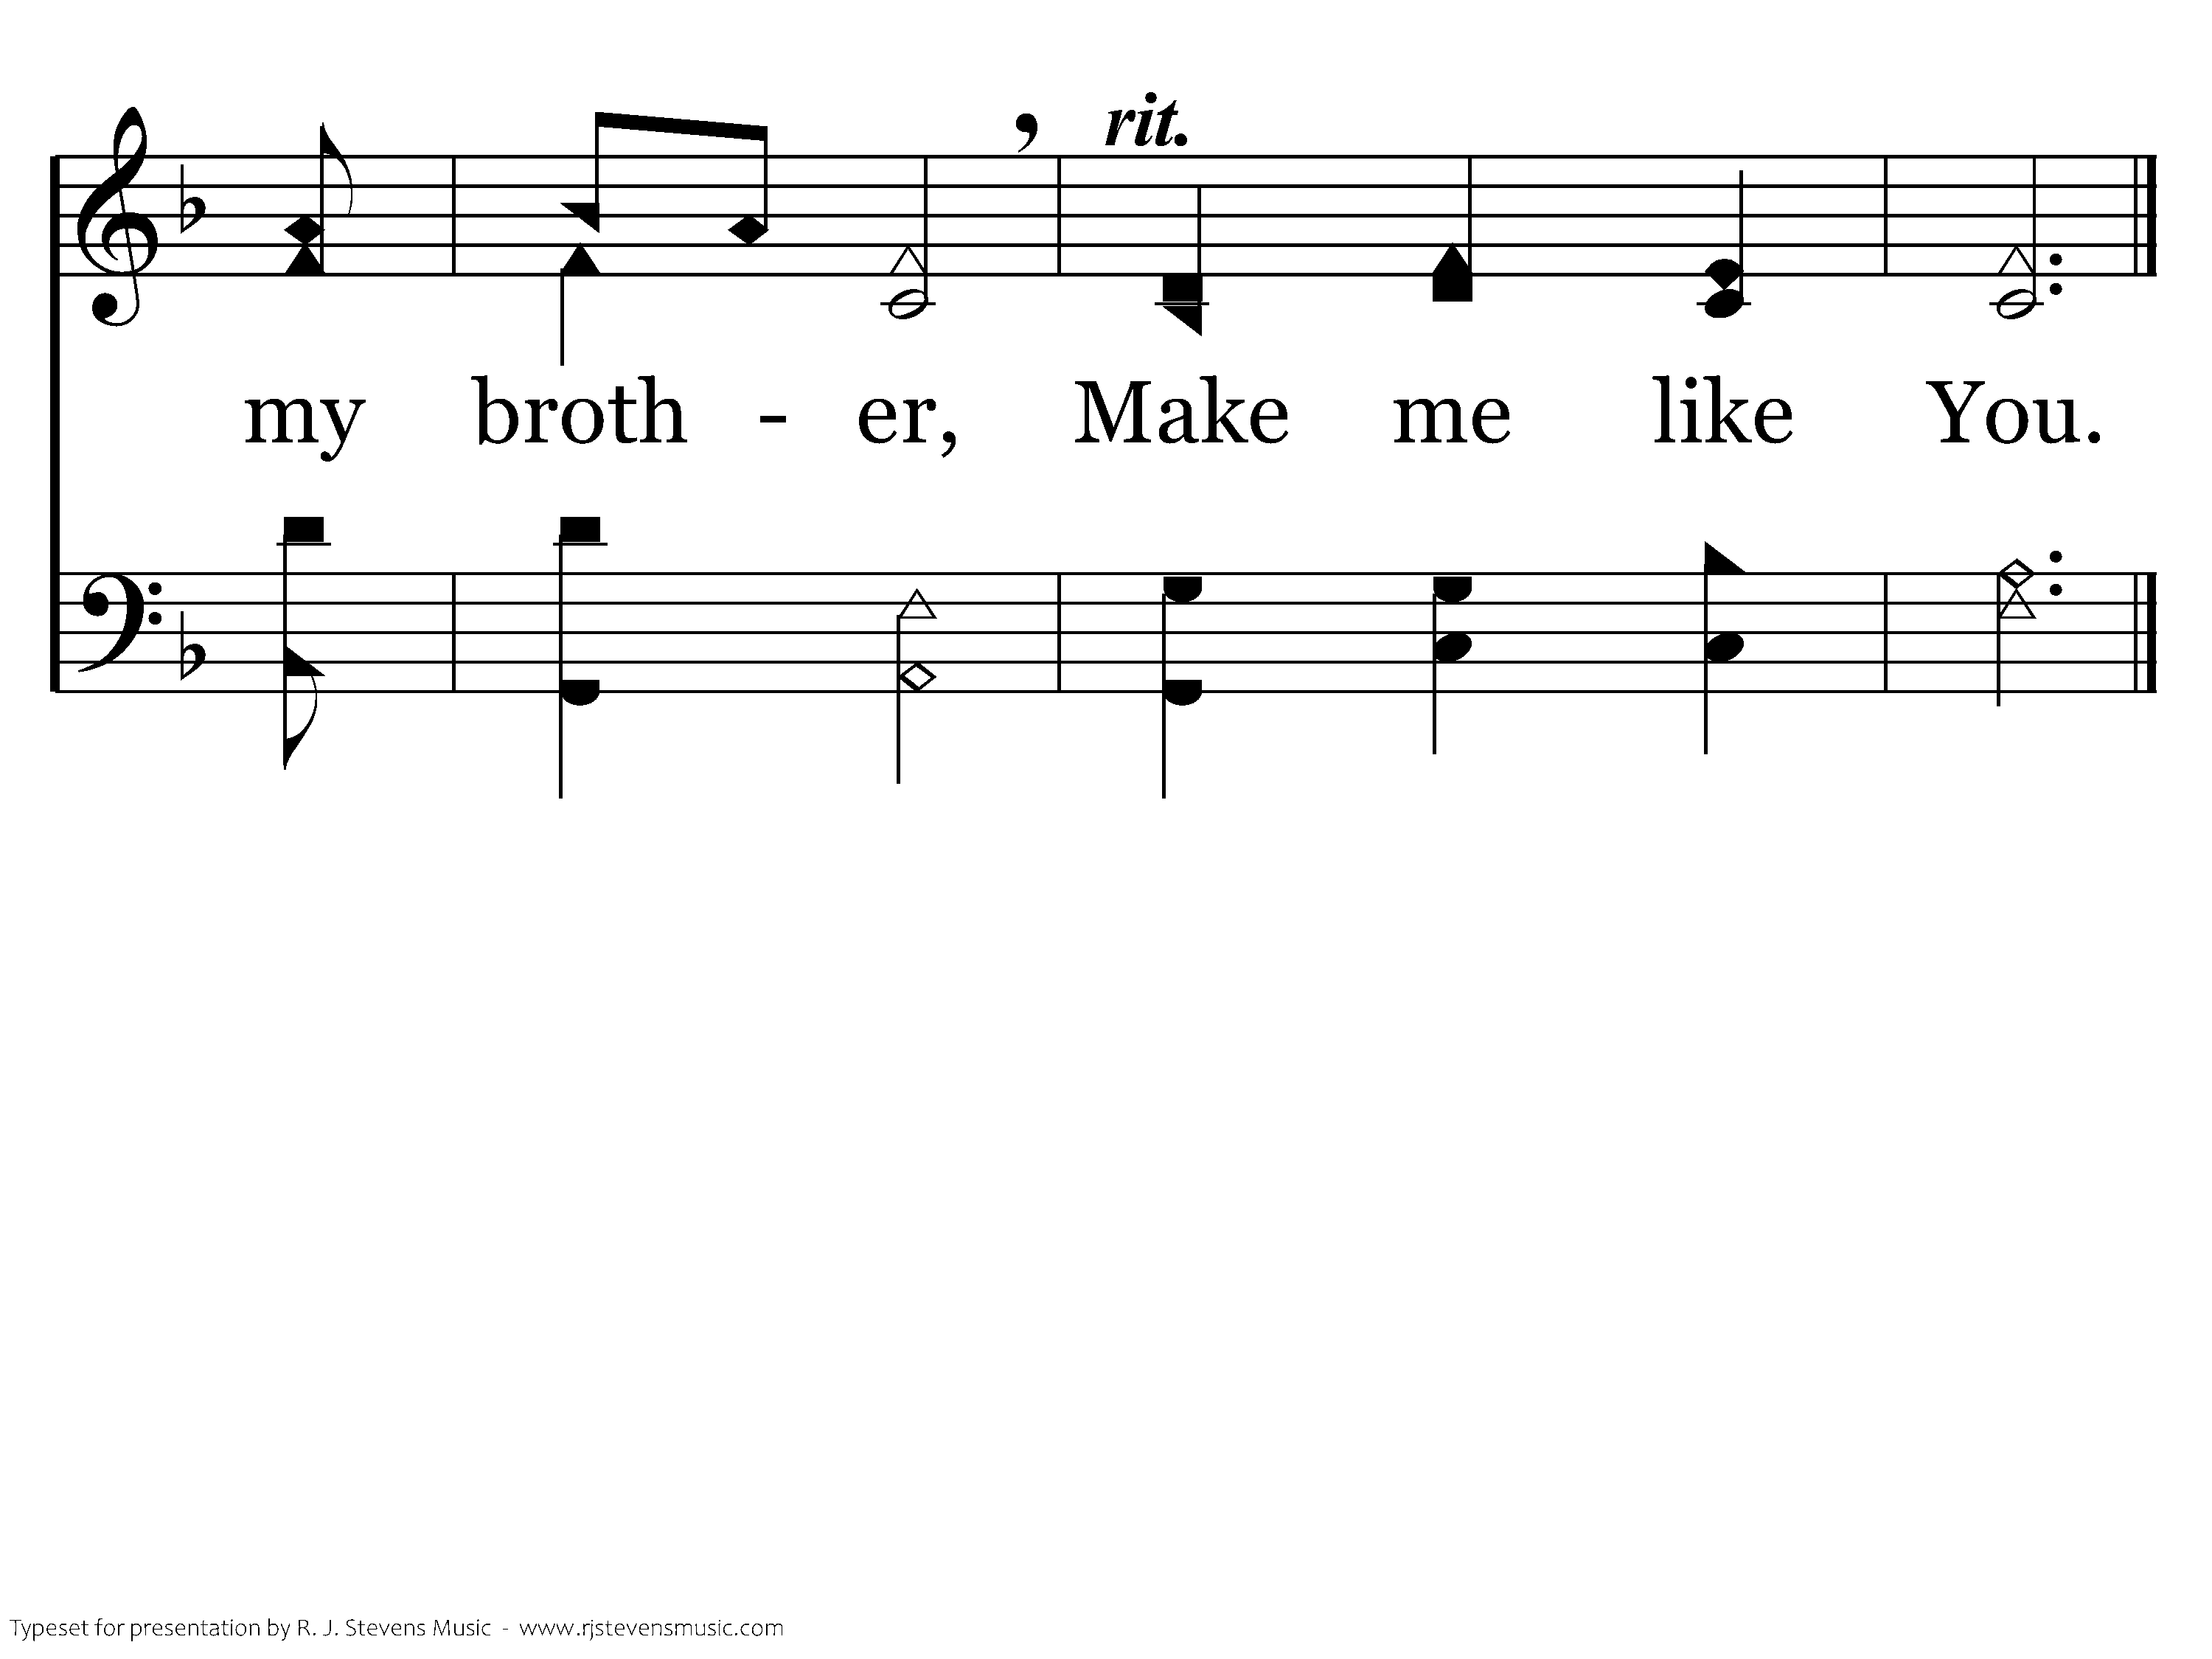 rit.
my broth - er, Make me like You.
Typeset for presentation by R. J. Stevens Music - www.rjstevensmusic.com